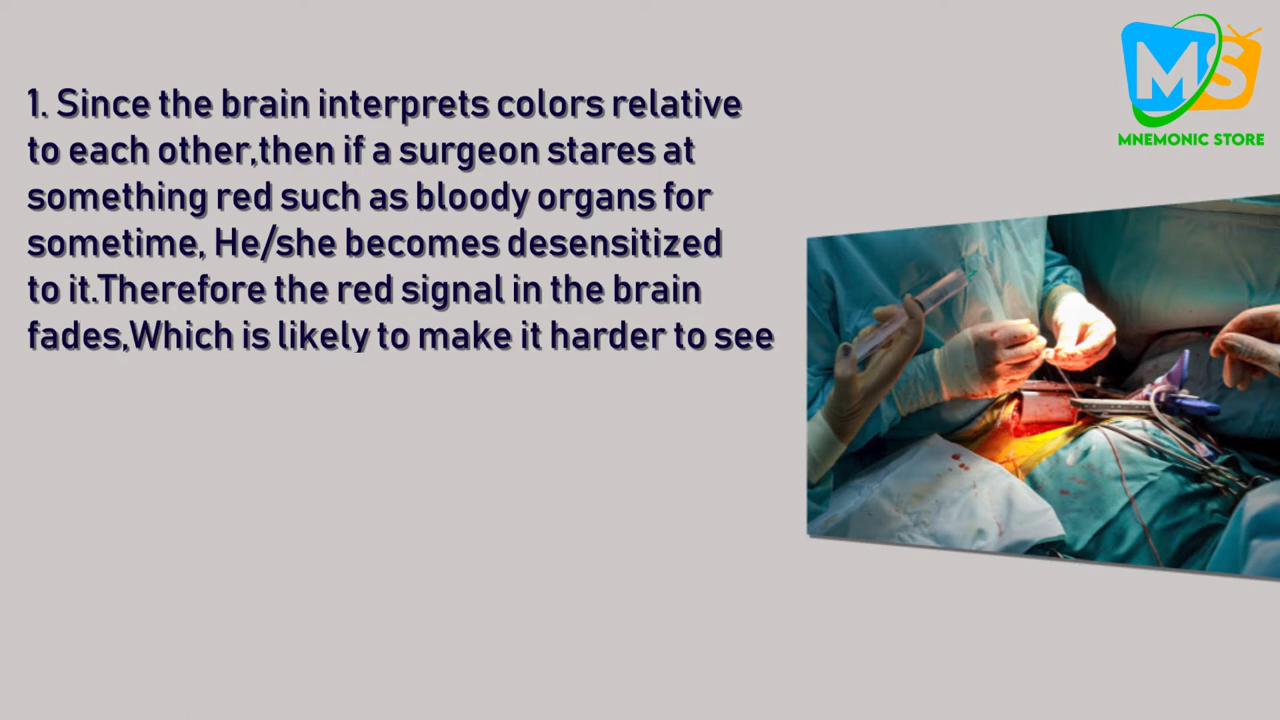 1. Since the brain interprets colors relative
to each other,then if a surgeon stares at
something red such as bloody organs for
sometime, He/she becomes desensitized
to it.Therefore the red signal in the brain
fades,Which is likely to make it harder to see
MS
MNEMONIC STORE